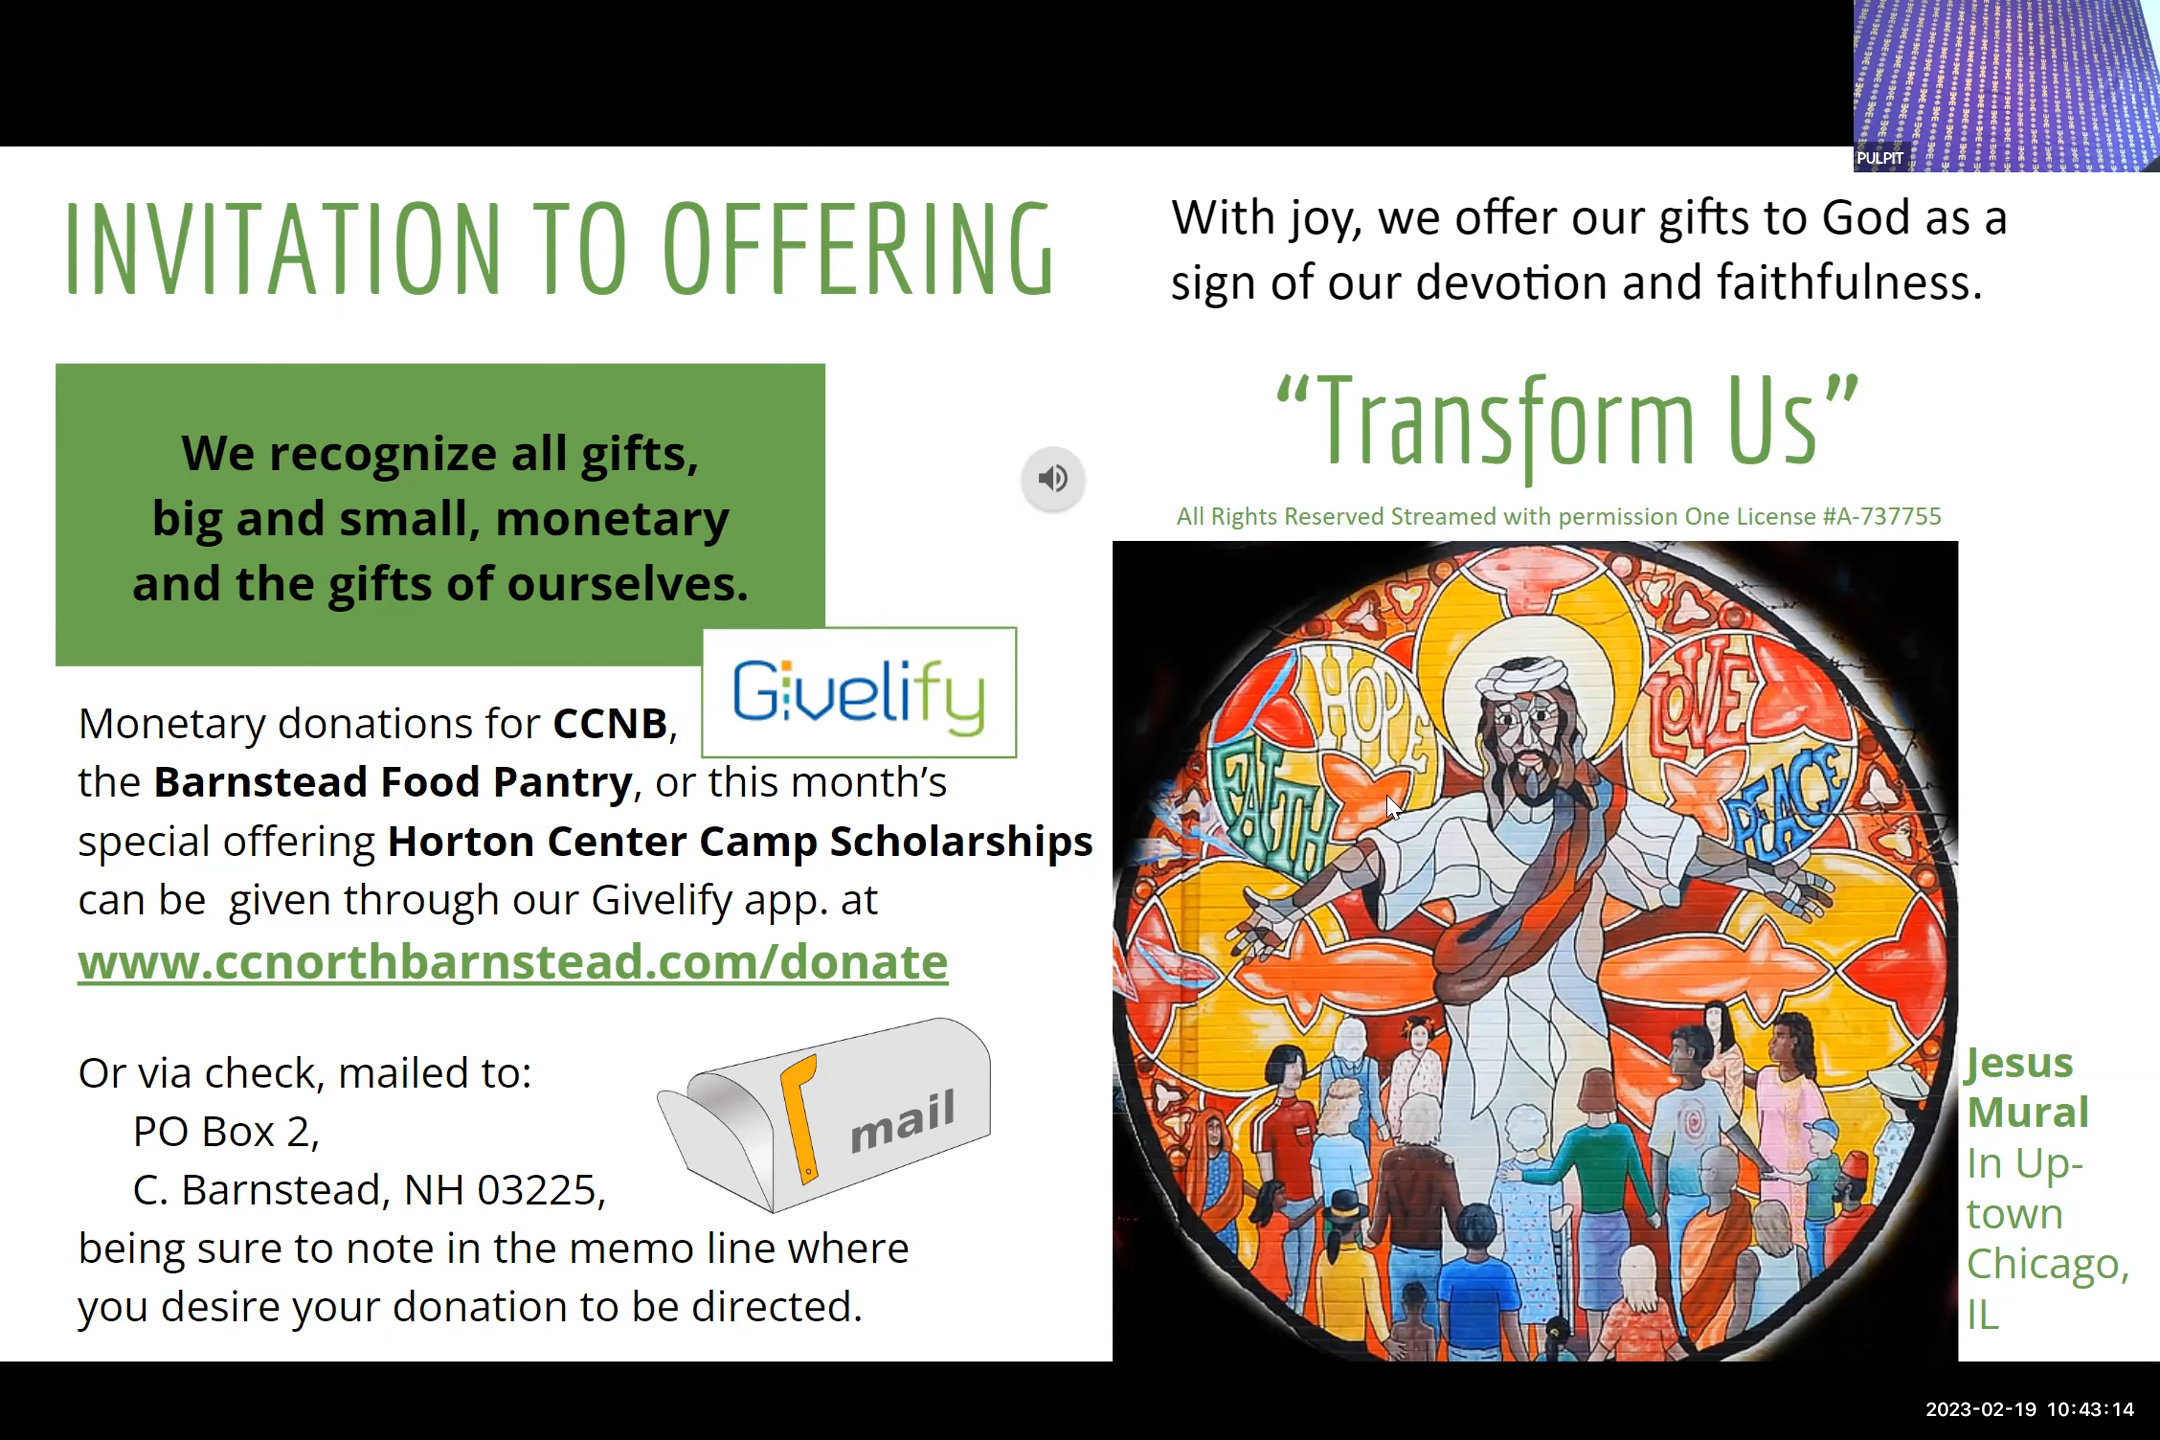 PULPIT
INVITATION TO OFFERING
We recognize all gifts,
big and small, monetary
and the gifts of ourselves.
Givelify
Monetary donations for CCNB,
the Barnstead Food Pantry, or this month’s
special offering Horton Center Camp Scholarships
can be  given through our Givelify app. at
www.ccnorthbarnstead.com/donate
Or via check, mailed to:
PO Box 2,
C. Barnstead, NH 03225,
being sure to note in the memo line where
you desire your donation to be directed.
mail
With joy, we offer our gifts to God as a
sign of our devotion and faithfulness.
“Transform Us”
All Rights Reserved Streamed with permission One License #A-737755
FAITH
HOPE
LOVE
PEACE
Jesus
Mural
In Up-
town
Chicago,
IL
2023-02-19 10:43:14